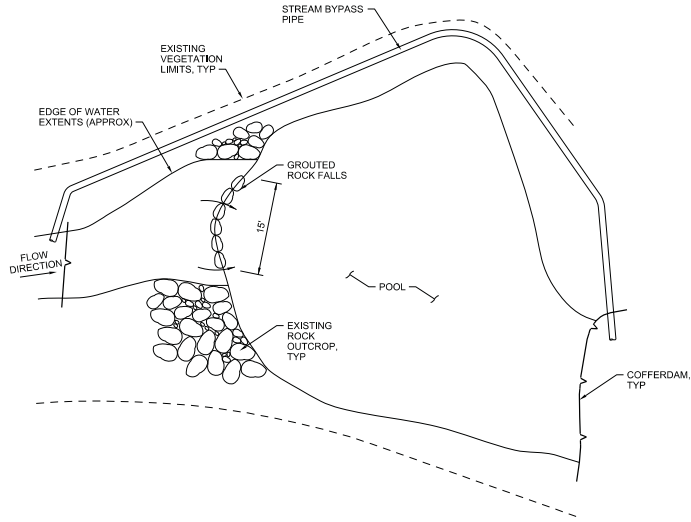 STREAM BYPASS
PIPE
EXISTING
VEGETATION
LIMITS, TYP
EDGE OF WATER
EXTENTS (APPROX)
GROUTED
ROCK FALLS
15'
FLOW
DIRECTION
POOL
EXISTING
ROCK
OUTCROP,
TYP
COFFERDAM,
TYP